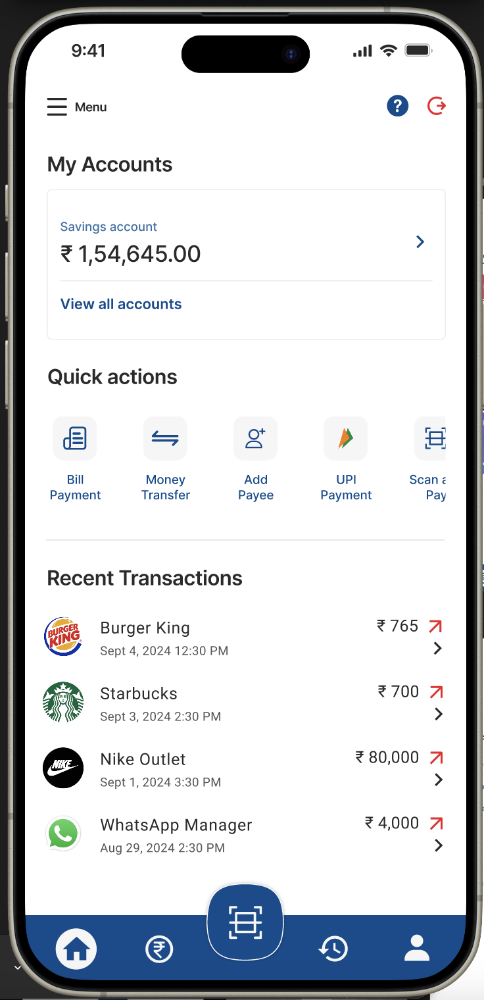 9:41
Menu
?
My Accounts
Savings account
₹ 1,54,645.00
View all accounts
Quick actions
Bill
Payment
Money
Transfer
Add
Payee
UPI
Payment
Scan a
Pay
Recent Transactions
BURGER
KING
Burger King
₹ 765
Sept 4, 2024 12:30 PM
Starbucks
₹ 700
Sept 3, 2024 2:30 PM
NIKE
Nike Outlet
₹ 80,000
Sept 1, 2024 3:30 PM
WhatsApp Manager
₹ 4,000
Aug 29, 2024 2:30 PM
₹